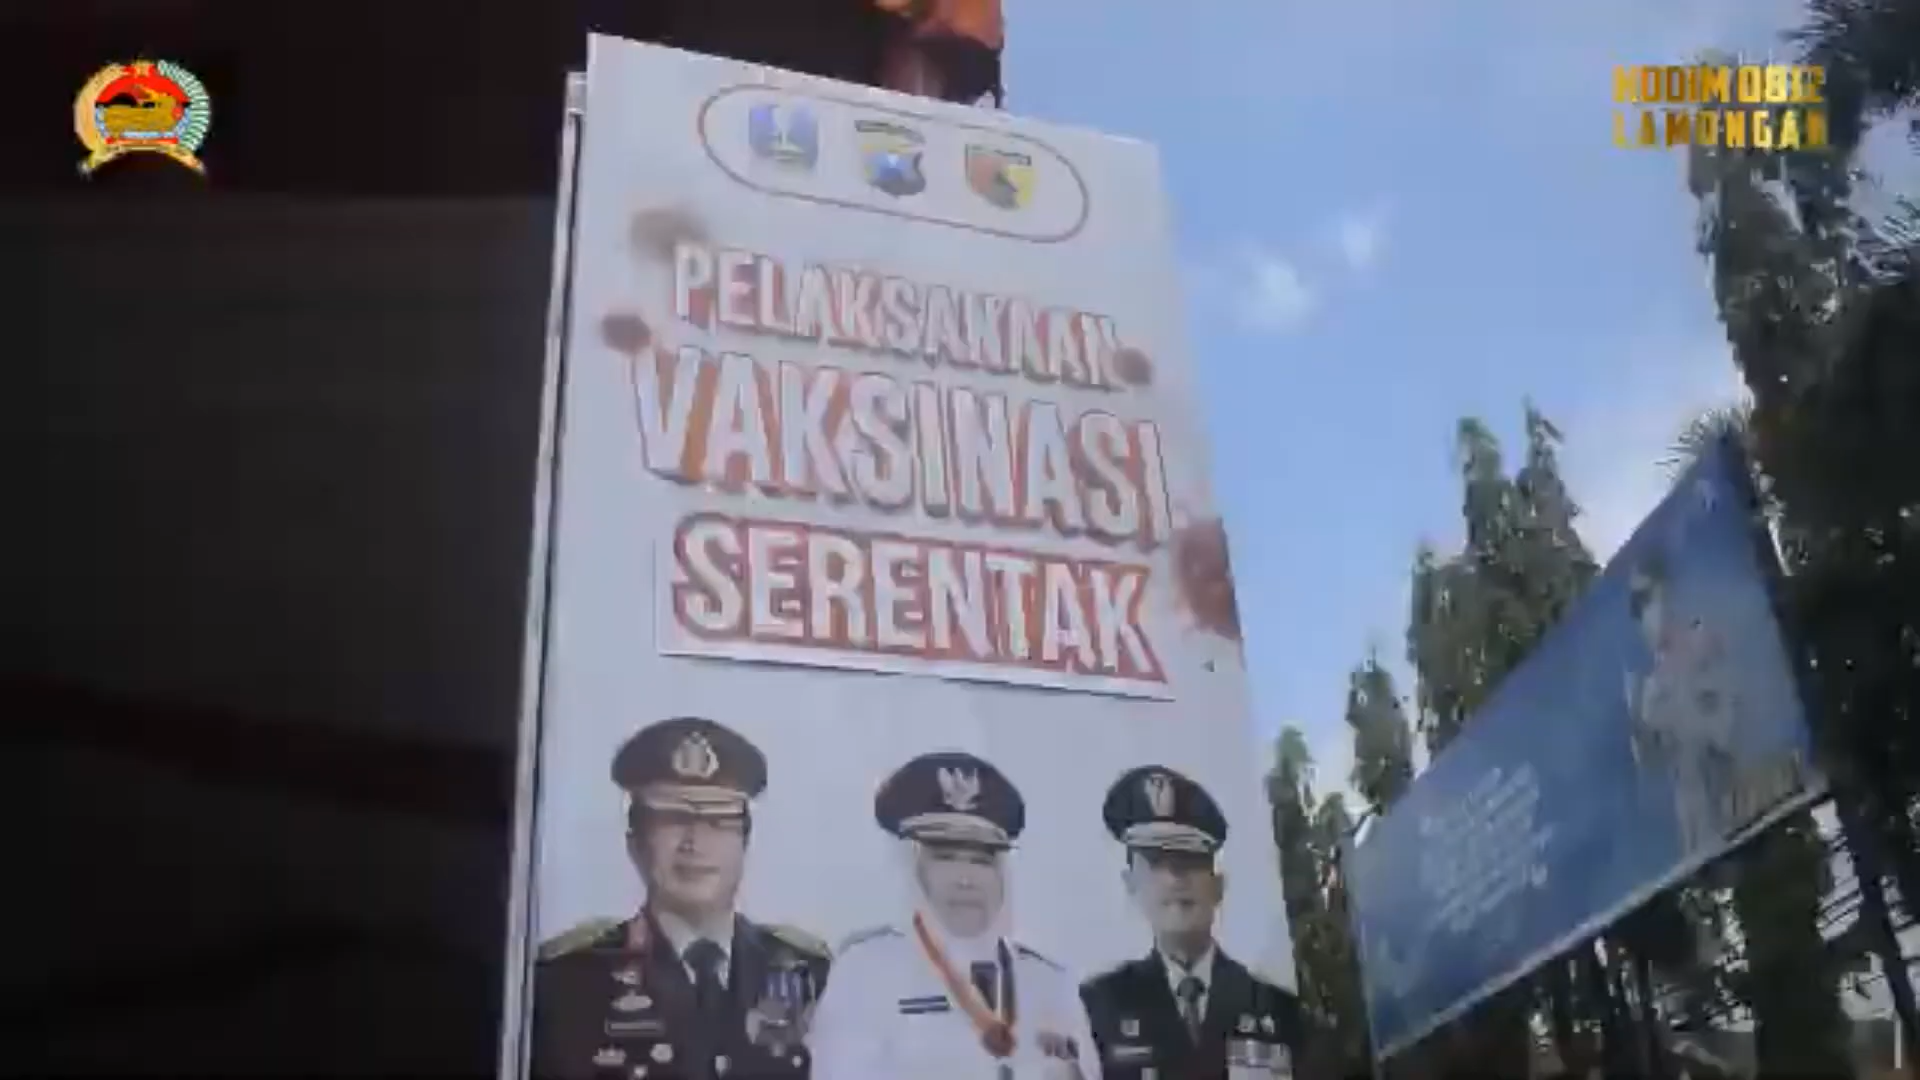 KODIM 0812
LAMONGAN
PELAKSANAAN
VAKSINASI
SERENTAK